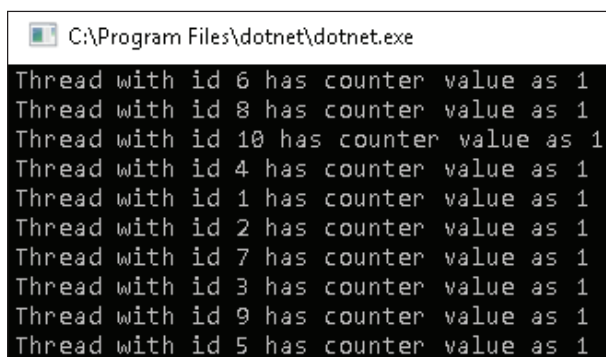 C:\Program Files\dotnet\dotnet.exe
Thread with id 6 has counter value as 1
Thread with id 8 has counter value as 1
Thread with id 10 has counter value as 1
Thread with id 4 has counter value as 1
Thread with id 1 has counter value as 1
Thread with id 2 has counter value as 1
Thread with id 7 has counter value as 1
Thread with id 3 has counter value as 1
Thread with id 9 has counter value as 1
Thread with id 5 has counter value as 1